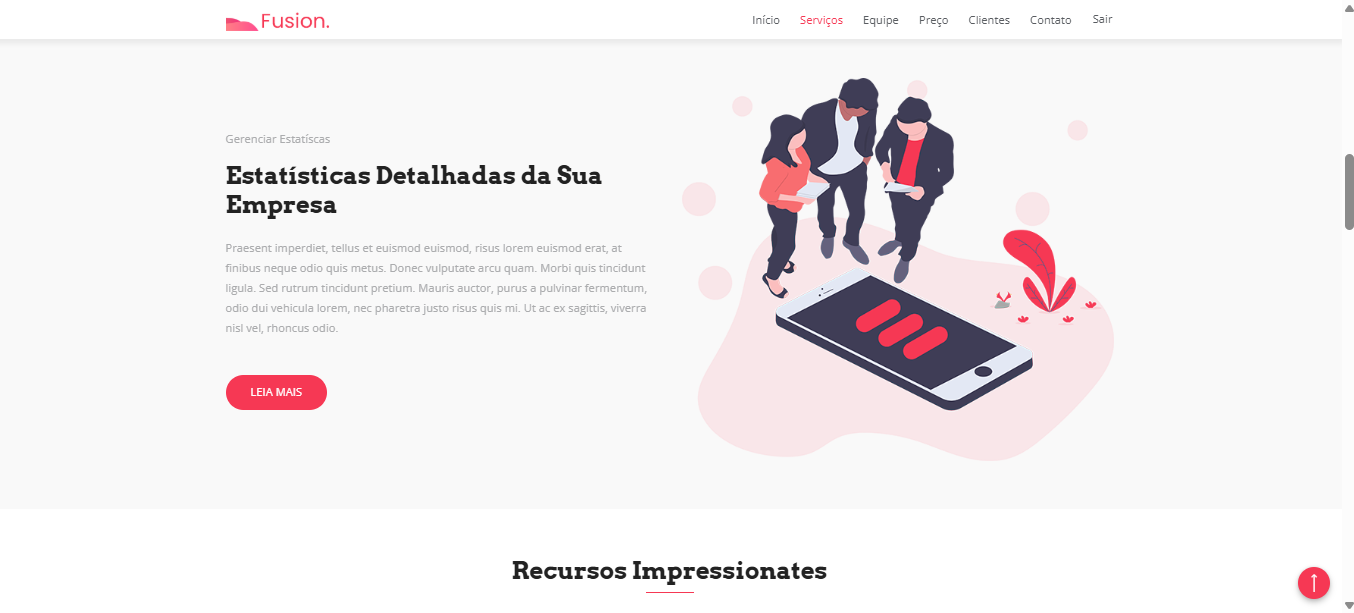 Fusion.
Início Serviços Equipe Preço Clientes Contato Sair
Gerenciar Estatíscas
Estatísticas Detalhadas da Sua
Empresa
Praesent imperdiet, tellus et euismod euismod, risus lorem euismod erat, at
finibus neque odio quis metus. Donec vulputate arcu quam. Morbi quis tincidunt
ligula. Sed rutrum tincidunt pretium. Mauris auctor, purus a pulvinar fermentum,
odio dui vehicula lorem, nec pharetra justo risus quis mi. Ut ac ex sagittis, viverra
nisl vel, rhoncus odio.
LEIA MAIS
Recursos Impressionates